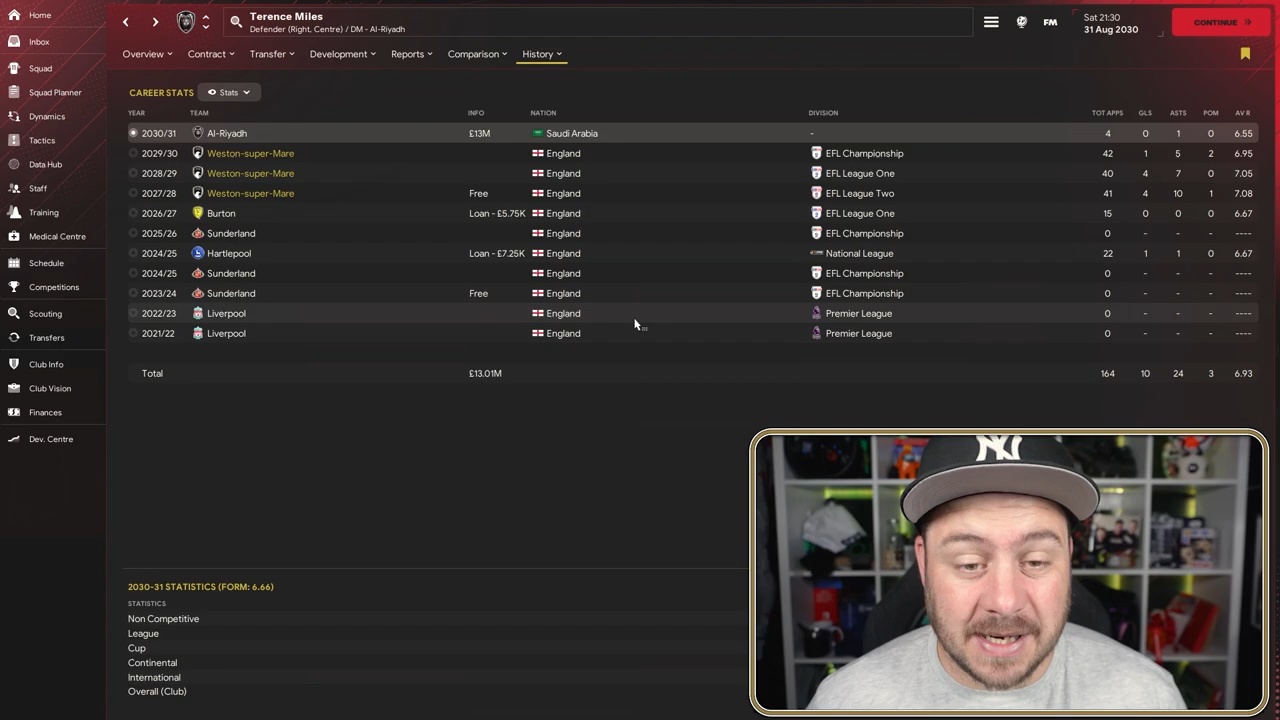 Home
Inbox
Squad
Squad Planner
Dynamics
Tactics
Data Hub
Staff
Training
Medical Centre
Schedule
Competitions
Scouting
Transfers
Club Info
Club Vision
Finances
Dev. Centre
Terence Miles
Defender (Right, Centre) / DM - Al-Riyadh
FM
Sat 21:30
31 Aug 2030
CONTINUE
Overview Contract Transfer Development Reports Comparison History
CAREER STATS Stats
YEAR TEAM INFO NATION DIVISION TOT APPS GLS ASTS POM AV R
2030/31 Al-Riyadh £13M Saudi Arabia - 4 0 1 0 6.55
2029/30 Weston-super-Mare England EFL Championship 42 1 5 2 6.95
2028/29 Weston-super-Mare England EFL League One 40 4 7 0 7.05
2027/28 Weston-super-Mare Free England EFL League Two 41 4 10 1 7.08
2026/27 Burton Loan - £5.75K England EFL League One 15 0 0 0 6.67
2025/26 Sunderland England EFL Championship 0 - - - ----
2024/25 Hartlepool Loan - £7.25K England National League 22 1 1 0 6.67
2024/25 Sunderland England EFL Championship 0 - - - ----
2023/24 Sunderland Free England EFL Championship 0 - - - ----
2022/23 Liverpool England Premier League 0 - - - ----
2021/22 Liverpool England Premier League 0 - - - ----
Total £13.01M 164 10 24 3 6.93
2030-31 STATISTICS (FORM: 6.66)
STATISTICS
Non Competitive
League
Cup
Continental
International
Overall (Club)
NY